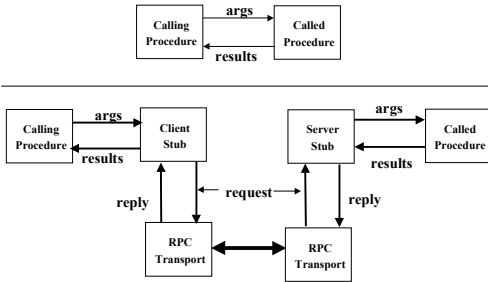 args
Calling
Procedure
Called
Procedure
results
args
Calling
Procedure
results
Client
Stub
Server
Stub
args
results
Called
Procedure
reply
request
reply
RPC
Transport
RPC
Transport